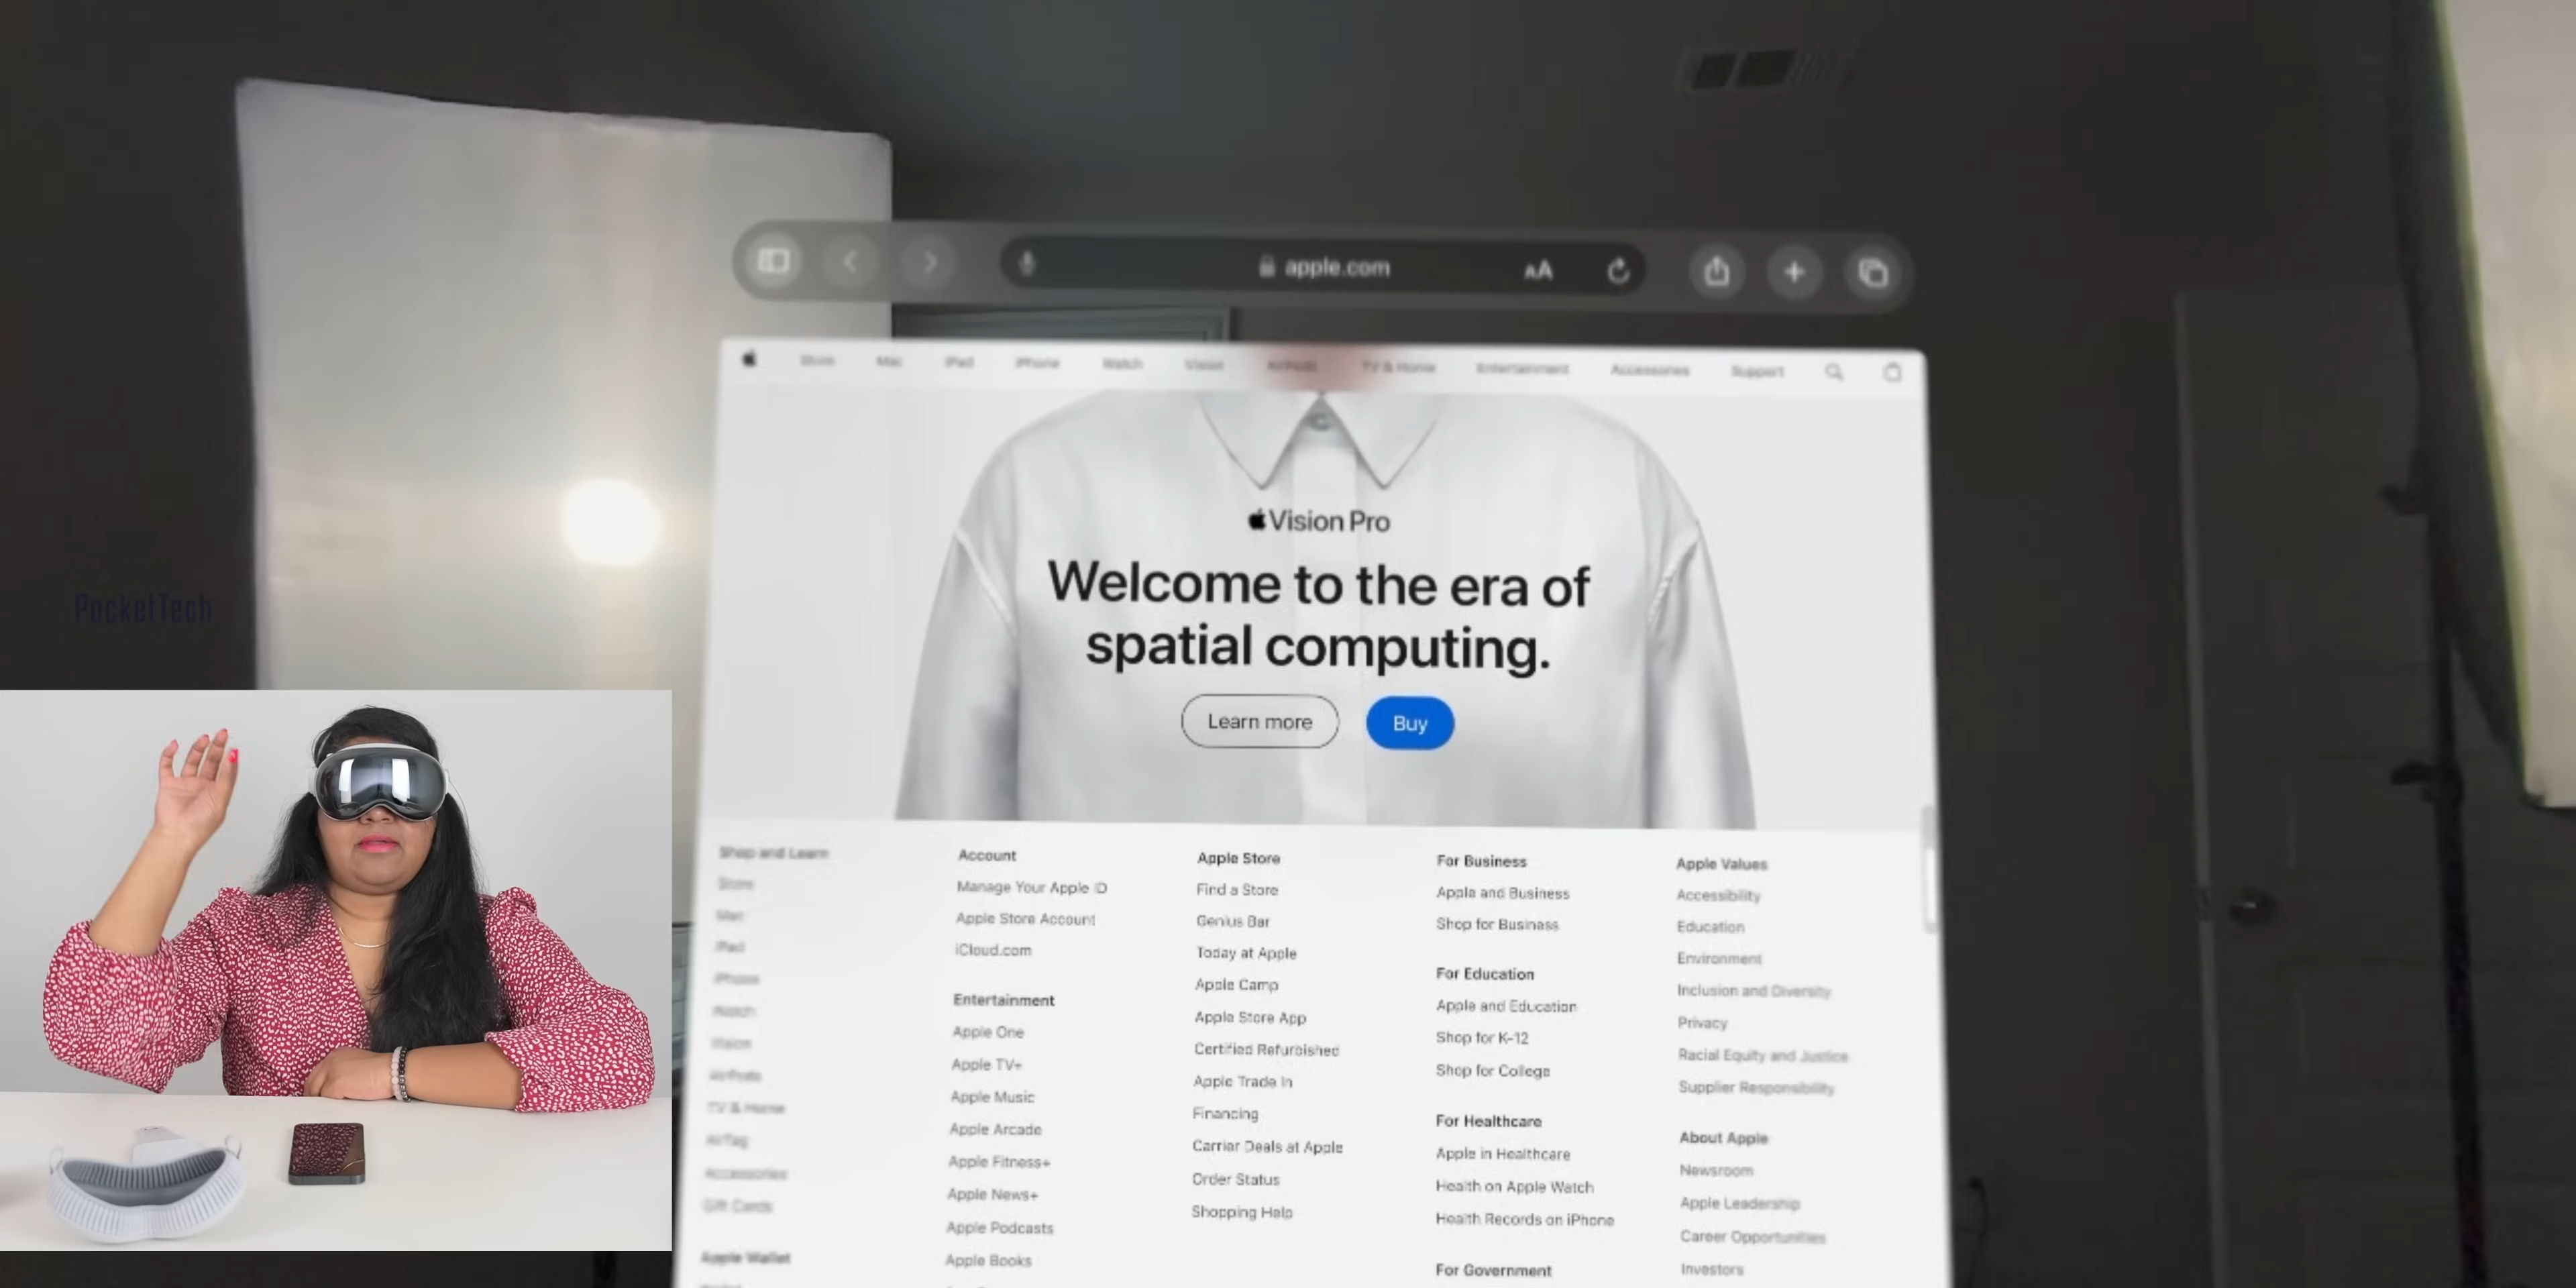 apple.com
AA
Store Mac iPad iPhone Watch Vision AirPods TV & Home Entertainment Accessories Support
Vision Pro
Welcome to the era of
spatial computing.
Learn more Buy
PocketTech
Shop and Learn
Store
Mac
iPad
iPhone
Watch
Vision
AirPods
TV & Home
AirTag
Accessories
Gift Cards
Apple Wallet
Account
Manage Your Apple ID
Apple Store Account
iCloud.com
Entertainment
Apple One
Apple TV+
Apple Music
Apple Arcade
Apple Fitness+
Apple News+
Apple Podcasts
Apple Books
Apple Store
Find a Store
Genius Bar
Today at Apple
Apple Camp
Apple Store App
Certified Refurbished
Apple Trade In
Financing
Carrier Deals at Apple
Order Status
Shopping Help
For Business
Apple and Business
Shop for Business
For Education
Apple and Education
Shop for K-12
Shop for College
For Healthcare
Apple in Healthcare
Health on Apple Watch
Health Records on iPhone
For Government
Apple Values
Accessibility
Education
Environment
Inclusion and Diversity
Privacy
Racial Equity and Justice
Supplier Responsibility
About Apple
Newsroom
Apple Leadership
Career Opportunities
Investors